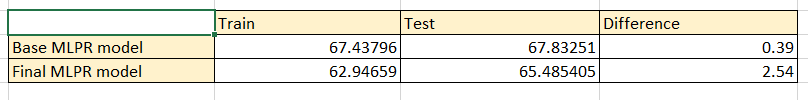 Train Test Difference
Base MLPR model 67.43796 67.83251 0.39
Final MLPR model 62.94659 65.485405 2.54